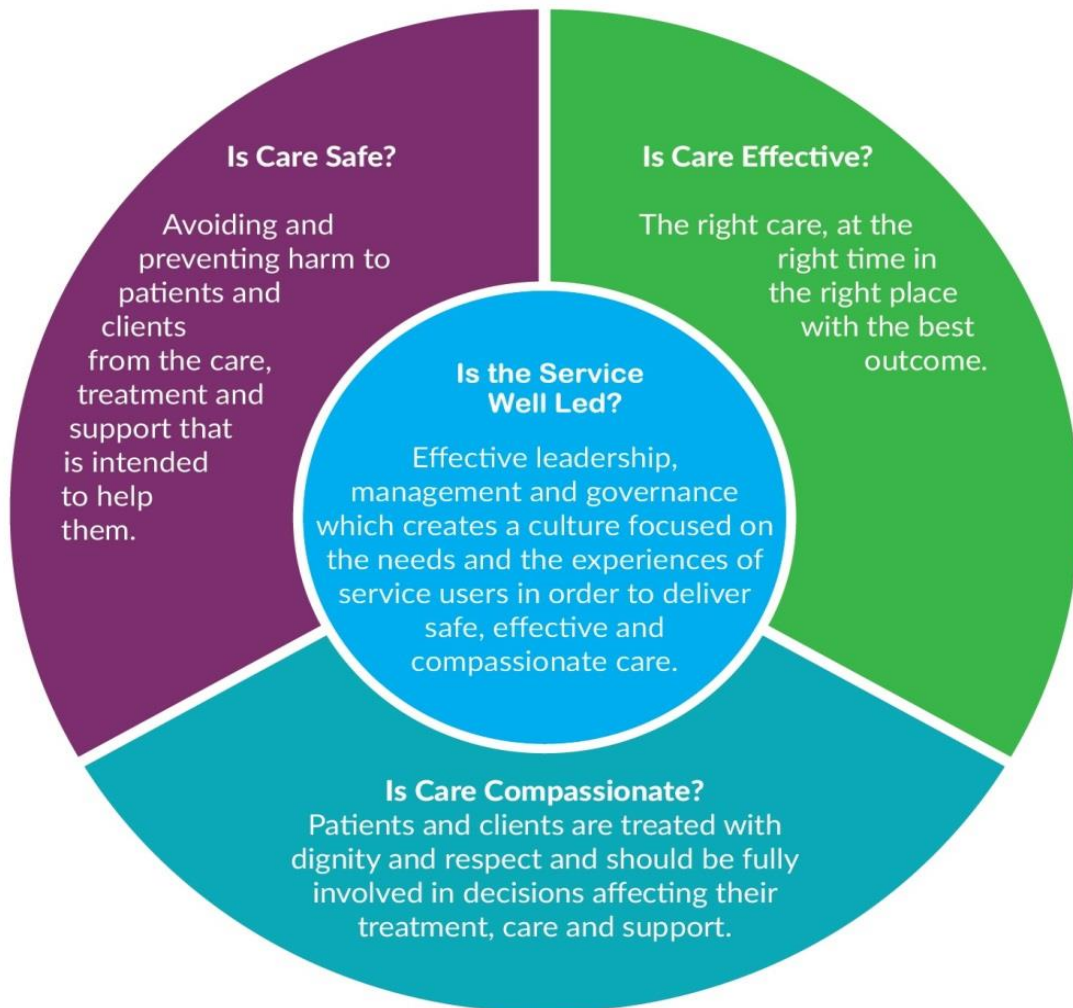 Is Care Safe?
Avoiding and
preventing harm to
patients and
clients
from the care,
treatment and
support that
is intended
to help
them.
Is Care Effective?
The right care, at the
right time in
the right place
with the best
outcome.
Is the Service
Well Led?
Effective leadership,
management and governance
which creates a culture focused on
the needs and the experiences of
service users in order to deliver
safe, effective and
compassionate care.
Is Care Compassionate?
Patients and clients are treated with
dignity and respect and should be fully
involved in decisions affecting their
treatment, care and support.